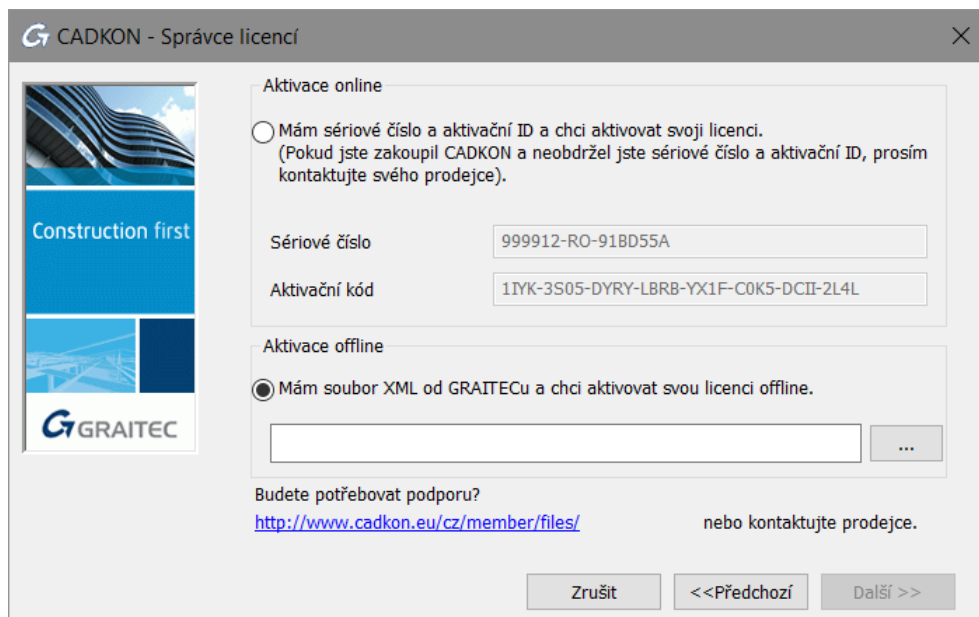 CADKON - Správce licencí
Construction first
GRAITEC
Aktivace online
Mám sériové číslo a aktivační ID a chci aktivovat svoji licenci.
(Pokud jste zakoupil CADKON a neobdržel jste sériové číslo a aktivační ID, prosím
kontaktujte svého prodejce).
Sériové číslo
999912-RO-91BD55A
Aktivační kód
1IYK-3S05-DYRY-LBRB-YX1F-C0K5-DCII-2L4L
Aktivace offline
Mám soubor XML od GRAITECu a chci aktivovat svou licenci offline.
...
Budete potřebovat podporu?
http://www.cadkon.eu/cz/member/files/ nebo kontaktujte prodejce.
Zrušit <<Předchozí Další >>